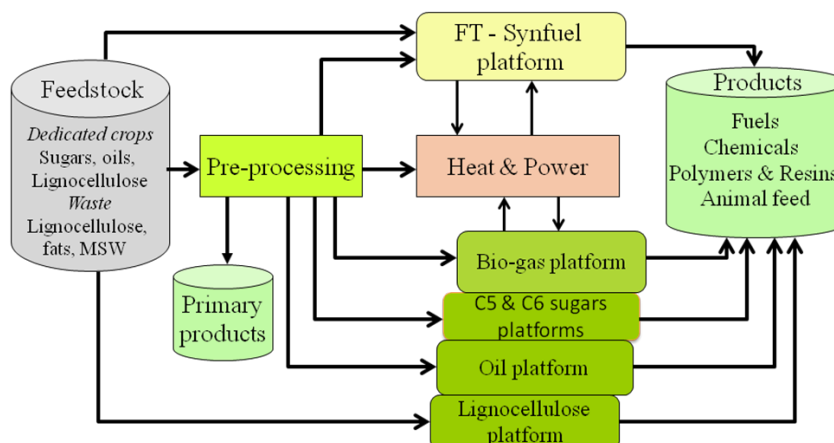 FT - Synfuel
platform
Feedstock
Dedicated crops
Sugars, oils,
Lignocellulose
Waste
Lignocellulose,
fats, MSW
Pre-processing
Heat & Power
Products
Fuels
Chemicals
Polymers & Resins
Animal feed
Primary
products
Bio-gas platform
C5 & C6 sugars
platforms
Oil platform
Lignocellulose
platform